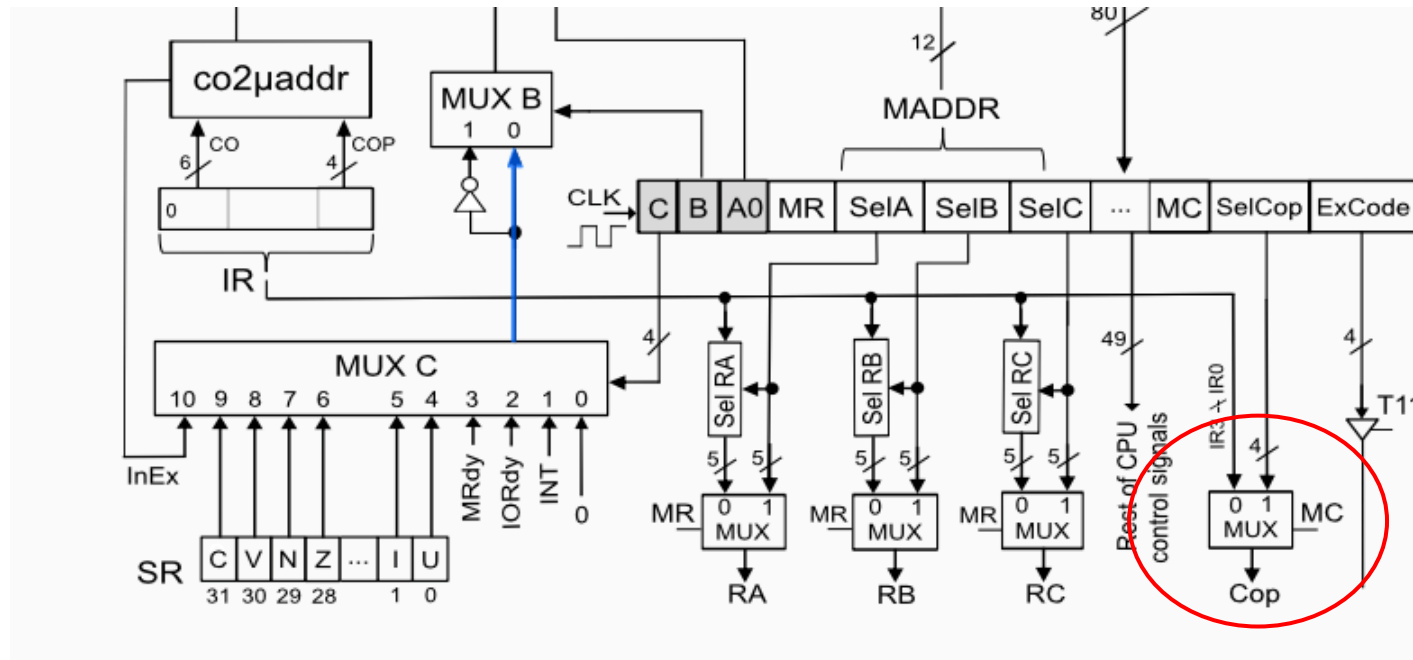 80
12
co2µaddr
MUX B
1 0
MADDR
CO
COP
6
4
0
CLK
C B A0 MR SelA SelB SelC ... MC SelCop ExCode
IR
4
49
4
MUX C
10 9 8 7 6 5 4 3 2 1 0
Sel RA
Sel RB
Sel RC
IR3 IR0
Rest of CPU
control signals
5 5 5 5 5 5 4
InEx
MRdy
IORdy
INT
0
MR 0 1 MUX
MR 0 1 MUX
MR 0 1 MUX
0 1 MUX MC
RA RB RC Cop
SR C V N Z ... I U
31 30 29 28 1 0